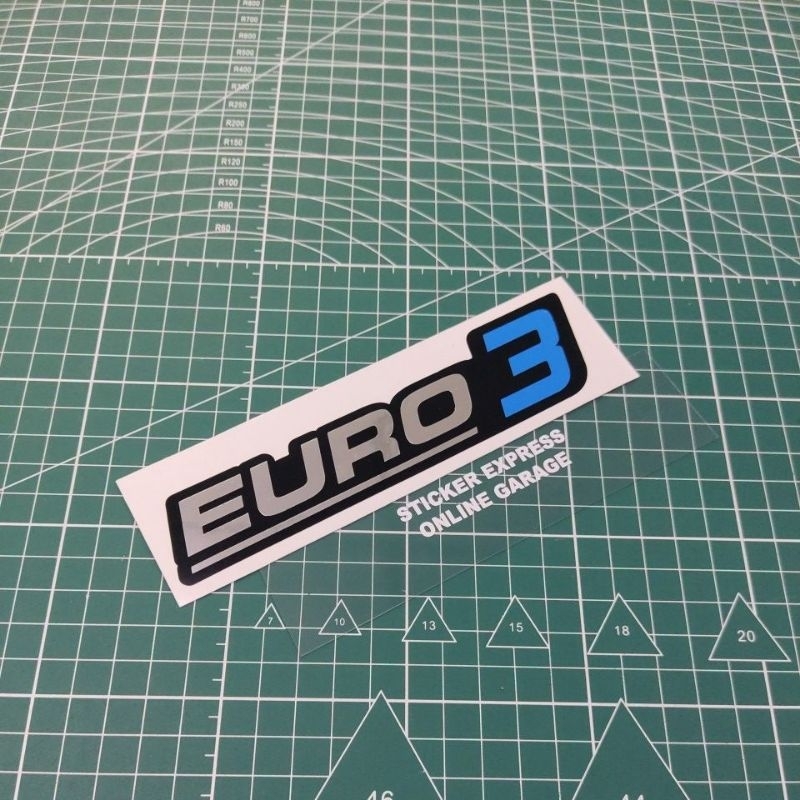 R800
R700
R600
R500
R400
R300
R250
R200
R150
R120
R100
R80
R60
EURO 3
STICKER EXPRESS
ONLINE GARAGE
7
10
13
15
18
20